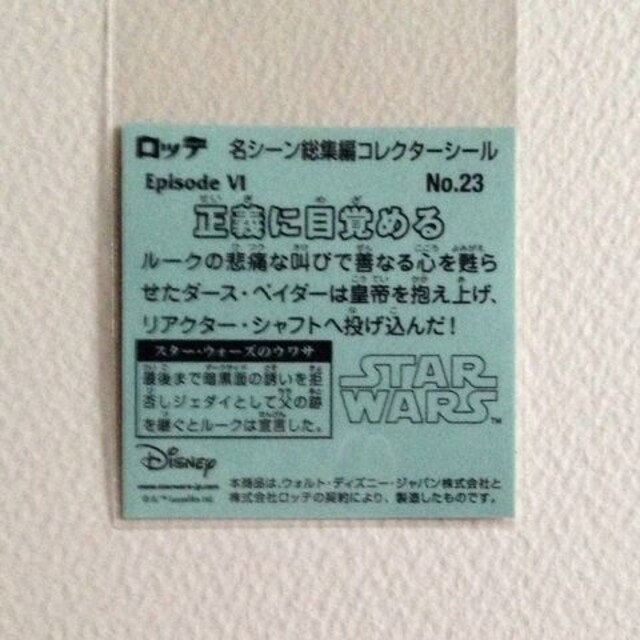 ロッテ 名シーン総集編コレクターシール
Episode VI No.23
正義に目覚める
ルークの悲痛な叫びで善なる心を甦ら
せたダース・ベイダーは皇帝を抱え上げ、
リアクター・シャフトへ投げ込んだ!
スター・ウォーズのウワサ
最後まで暗黒面の誘いを拒
否しジェダイとして父の跡
を継ぐとルークは宣言した。
STAR
WARS™
Disney
本商品は、ウォルト・ディズニー・ジャパン株式会社と
株式会社ロッテの契約により、製造したものです。